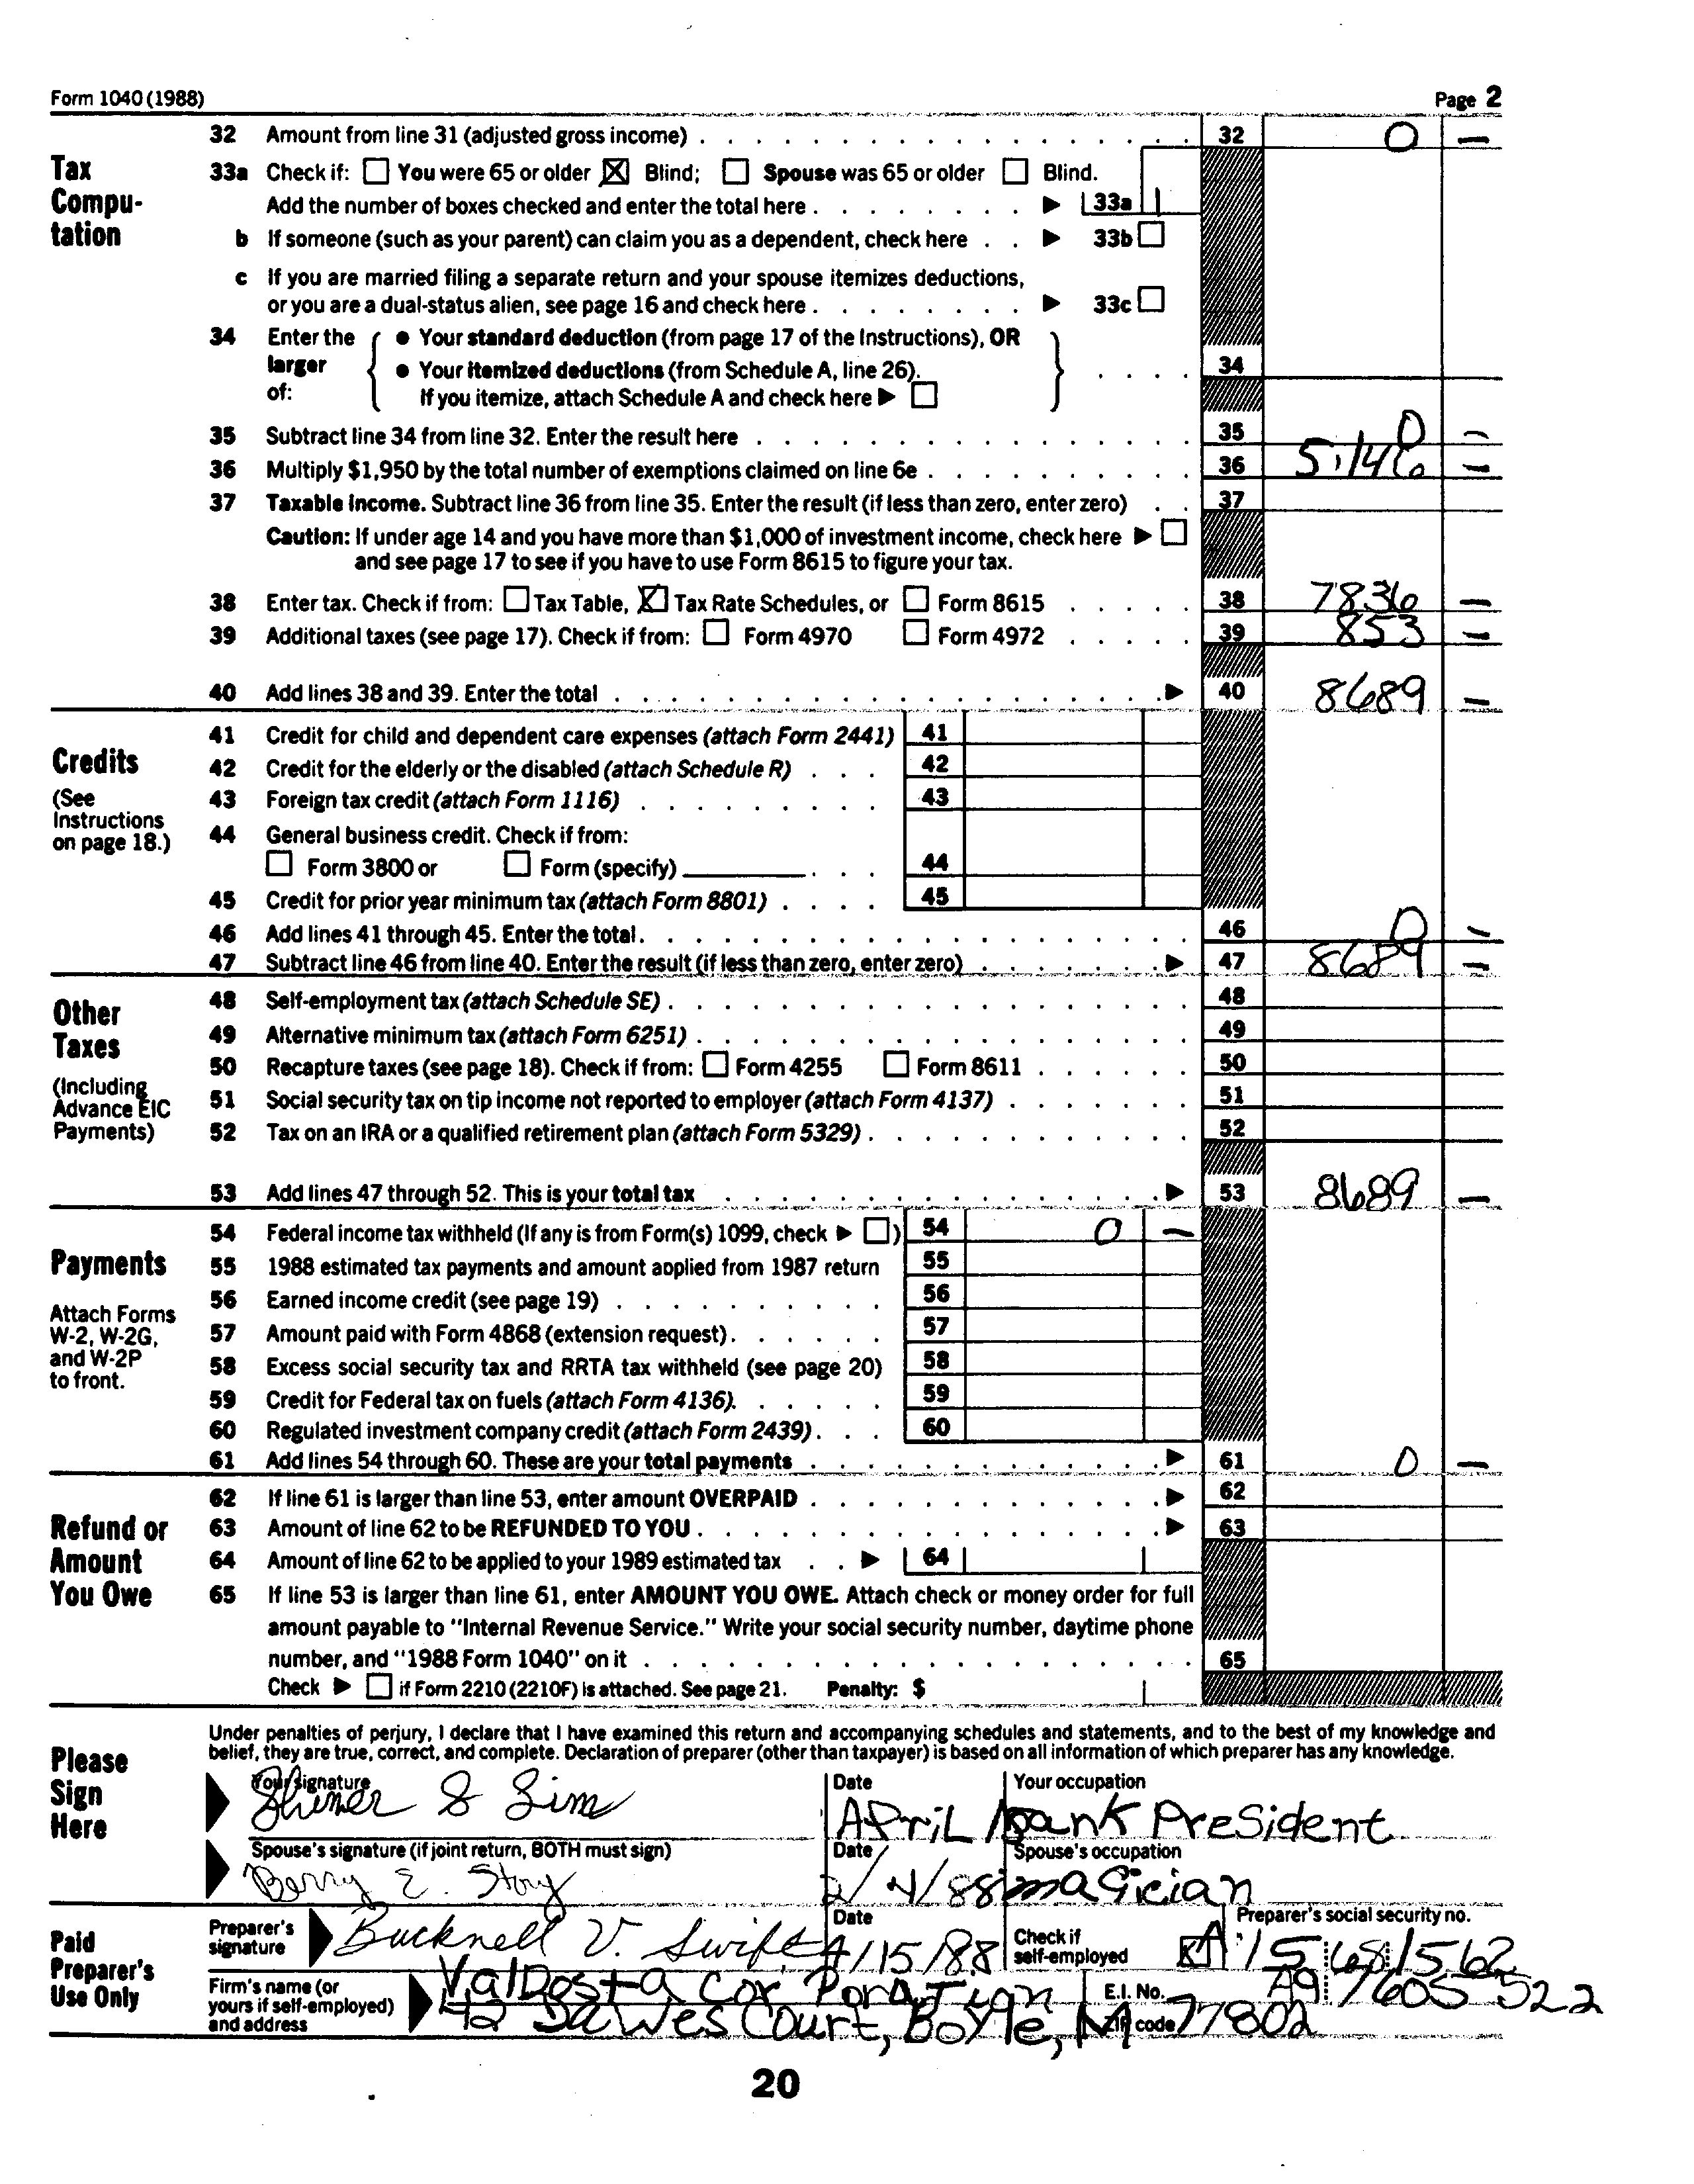 Form 1040 (1988) Page 2
Tax Computation
32 Amount from line 31 (adjusted gross income) 32 0 —
33a Check if: ☐ You were 65 or older ☒ Blind; ☐ Spouse was 65 or older ☐ Blind.
Add the number of boxes checked and enter the total here ▶ 33a 1
b If someone (such as your parent) can claim you as a dependent, check here ▶ 33b ☐
c If you are married filing a separate return and your spouse itemizes deductions,
or you are a dual-status alien, see page 16 and check here ▶ 33c ☐
34 Enter the larger of: { ● Your standard deduction (from page 17 of the Instructions), OR
● Your itemized deductions (from Schedule A, line 26). } 34
If you itemize, attach Schedule A and check here ▶ ☐
35 Subtract line 34 from line 32. Enter the result here 35 0 —
36 Multiply $1,950 by the total number of exemptions claimed on line 6e 36 5,146 —
37 Taxable income. Subtract line 36 from line 35. Enter the result (if less than zero, enter zero) 37
Caution: If under age 14 and you have more than $1,000 of investment income, check here ▶ ☐
and see page 17 to see if you have to use Form 8615 to figure your tax.
38 Enter tax. Check if from: ☐ Tax Table, ☒ Tax Rate Schedules, or ☐ Form 8615 38 7836 —
39 Additional taxes (see page 17). Check if from: ☐ Form 4970 ☐ Form 4972 39 853 —
40 Add lines 38 and 39. Enter the total ▶ 40 8689 —
Credits
(See Instructions on page 18.)
41 Credit for child and dependent care expenses (attach Form 2441) 41
42 Credit for the elderly or the disabled (attach Schedule R) 42
43 Foreign tax credit (attach Form 1116) 43
44 General business credit. Check if from:
☐ Form 3800 or ☐ Form (specify) 44
45 Credit for prior year minimum tax (attach Form 8801) 45
46 Add lines 41 through 45. Enter the total 46 0 —
47 Subtract line 46 from line 40. Enter the result (if less than zero, enter zero) ▶ 47 8689 —
Other Taxes
(Including Advance EIC Payments)
48 Self-employment tax (attach Schedule SE) 48
49 Alternative minimum tax (attach Form 6251) 49
50 Recapture taxes (see page 18). Check if from: ☐ Form 4255 ☐ Form 8611 50
51 Social security tax on tip income not reported to employer (attach Form 4137) 51
52 Tax on an IRA or a qualified retirement plan (attach Form 5329) 52
53 Add lines 47 through 52. This is your total tax ▶ 53 8689 —
Payments
Attach Forms W-2, W-2G, and W-2P to front.
54 Federal income tax withheld (If any is from Form(s) 1099, check ▶ ☐) 54 0 —
55 1988 estimated tax payments and amount applied from 1987 return 55
56 Earned income credit (see page 19) 56
57 Amount paid with Form 4868 (extension request) 57
58 Excess social security tax and RRTA tax withheld (see page 20) 58
59 Credit for Federal tax on fuels (attach Form 4136) 59
60 Regulated investment company credit (attach Form 2439) 60
61 Add lines 54 through 60. These are your total payments ▶ 61 0 —
Refund or Amount You Owe
62 If line 61 is larger than line 53, enter amount OVERPAID ▶ 62
63 Amount of line 62 to be REFUNDED TO YOU ▶ 63
64 Amount of line 62 to be applied to your 1989 estimated tax ▶ 64
65 If line 53 is larger than line 61, enter AMOUNT YOU OWE. Attach check or money order for full
amount payable to "Internal Revenue Service." Write your social security number, daytime phone
number, and "1988 Form 1040" on it 65
Check ▶ ☐ if Form 2210 (2210F) is attached. See page 21. Penalty: $
Please Sign Here
Under penalties of perjury, I declare that I have examined this return and accompanying schedules and statements, and to the best of my knowledge and
belief, they are true, correct, and complete. Declaration of preparer (other than taxpayer) is based on all information of which preparer has any knowledge.
Your signature Date Your occupation
Shimer S Sim April bank President
Spouse's signature (if joint return, BOTH must sign) Date Spouse's occupation
Berry E. Story 2/4/88 magician
Paid Preparer's Use Only
Preparer's signature Bucknell V. Swift Date 4/15/88 Check if self-employed ☒ Preparer's social security no.
Firm's name (or yours if self-employed) and address Valdosta Corporation E.I. No.
42 Dawes Court, Boyle, ZIP code 77802
20